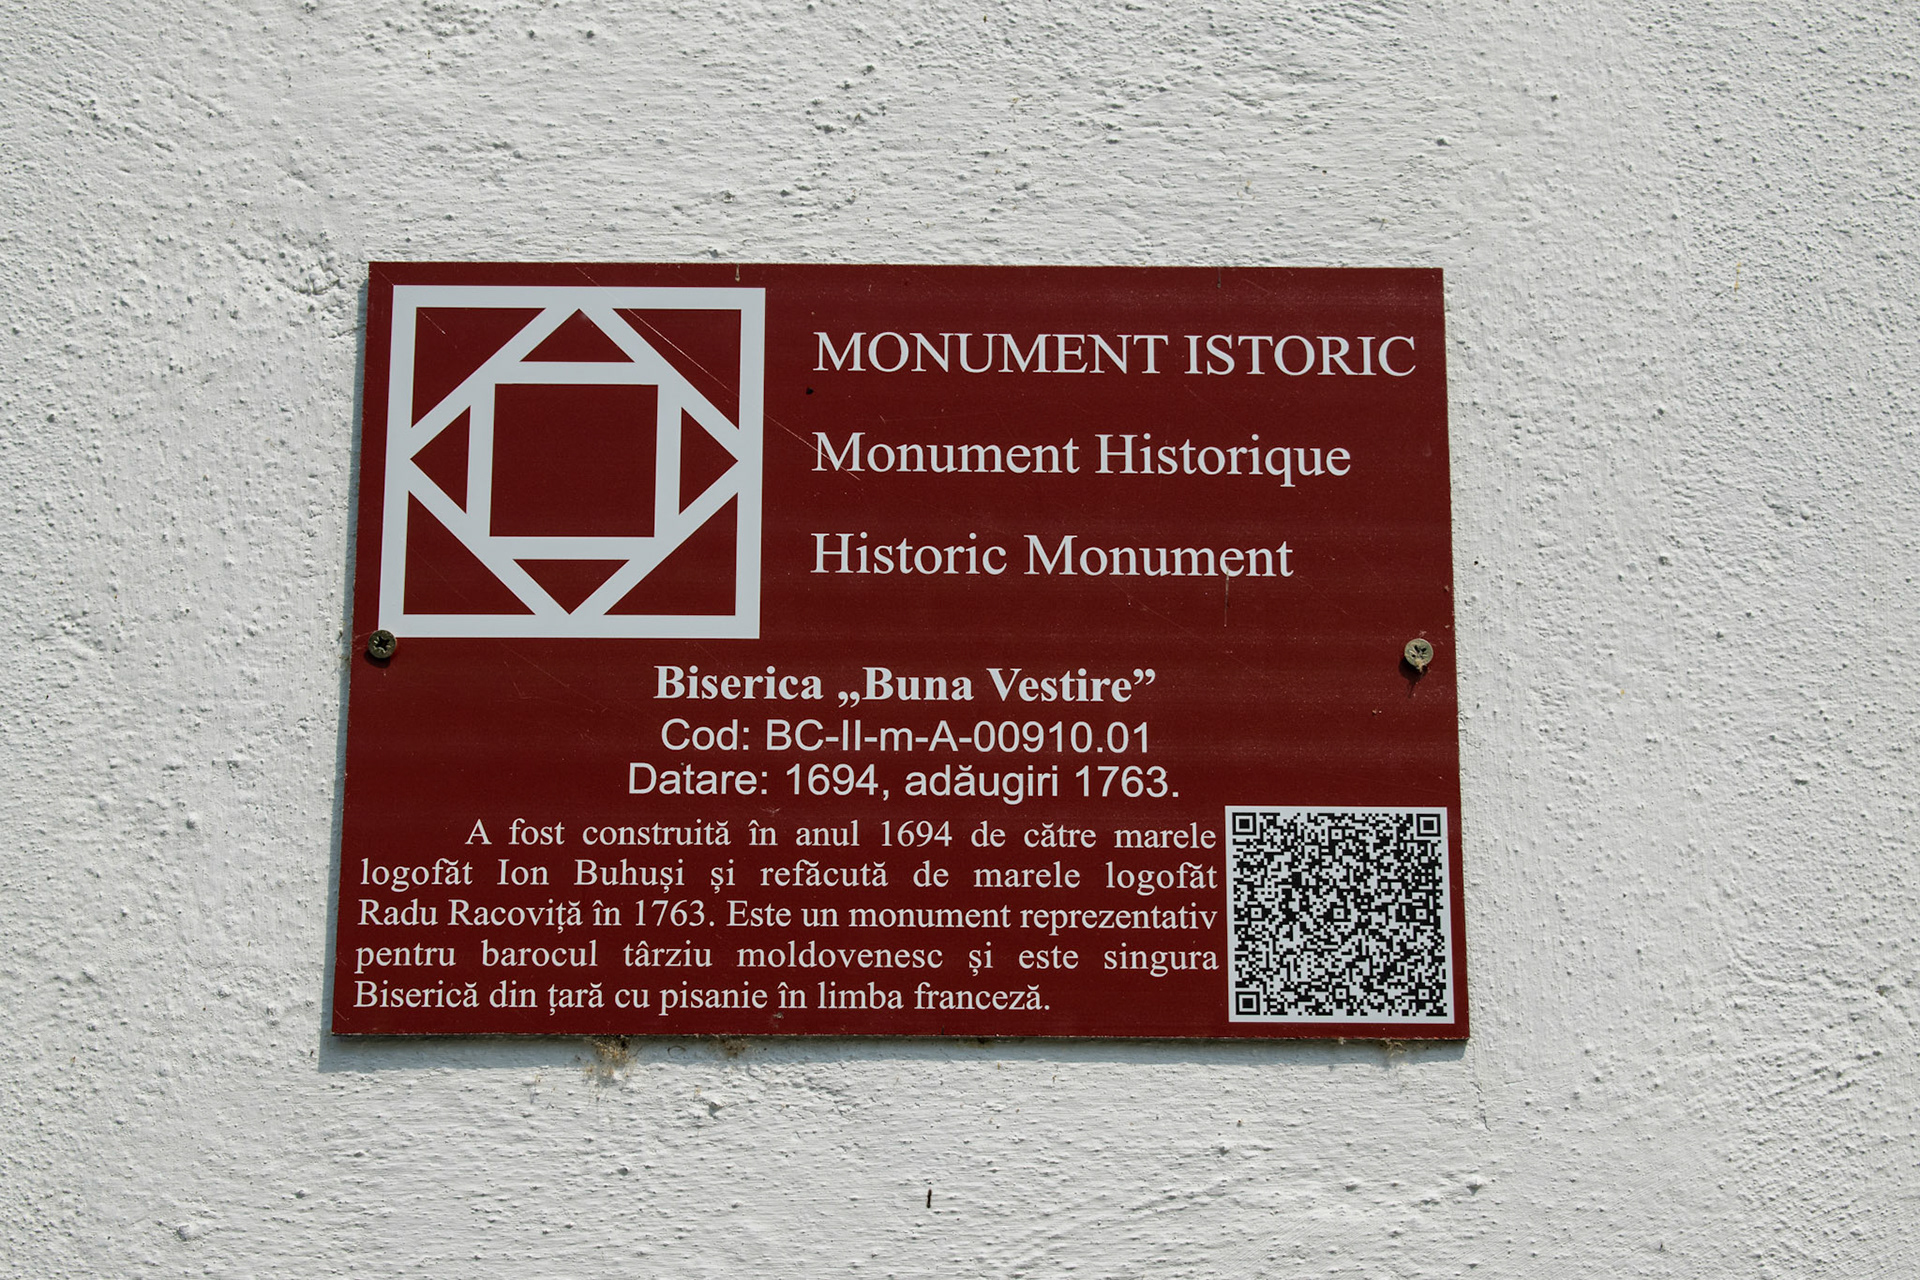 MONUMENT ISTORIC
Monument Historique
Historic Monument
Biserica „Buna Vestire”
Cod: BC-II-m-A-00910.01
Datare: 1694, adăugiri 1763.
A fost construită în anul 1694 de către marele
logofăt Ion Buhuși și refăcută de marele logofăt
Radu Racoviță în 1763. Este un monument reprezentativ
pentru barocul târziu moldovenesc și este singura
Biserică din țară cu pisanie în limba franceză.